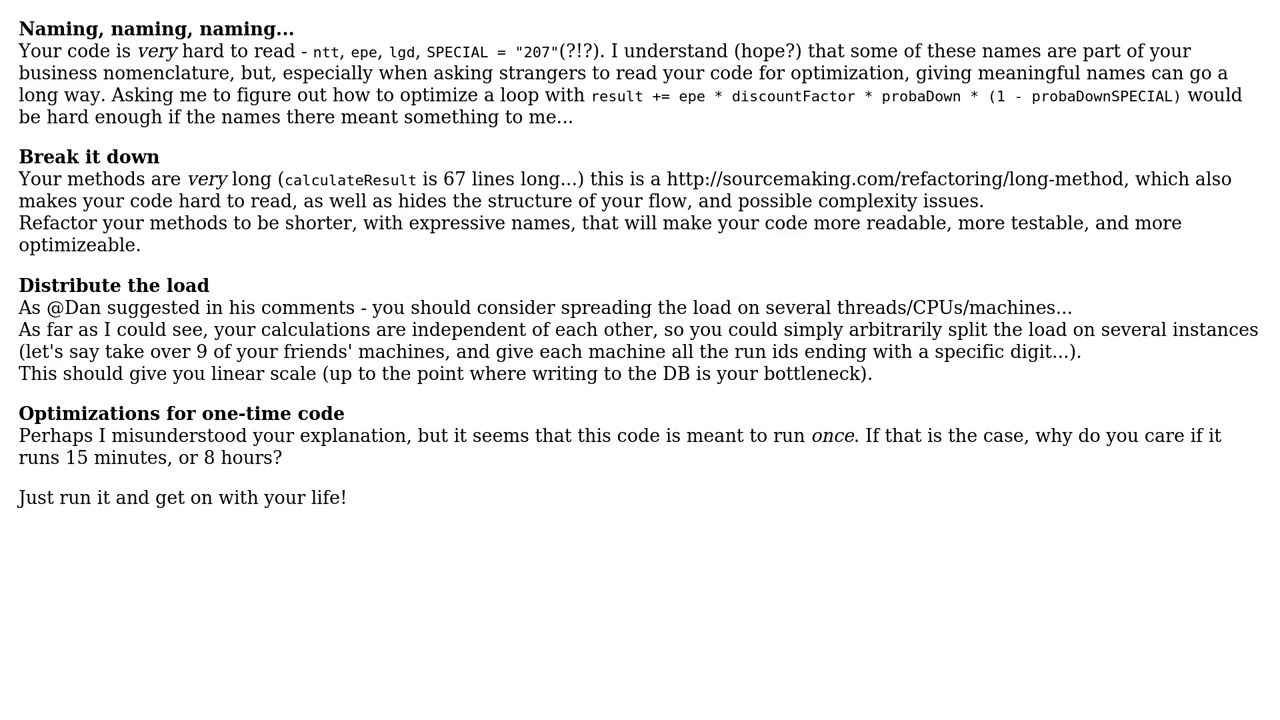 Naming, naming, naming...
Your code is very hard to read - ntt, epe, lgd, SPECIAL = "207"(?!?). I understand (hope?) that some of these names are part of your
business nomenclature, but, especially when asking strangers to read your code for optimization, giving meaningful names can go a
long way. Asking me to figure out how to optimize a loop with result += epe * discountFactor * probaDown * (1 - probaDownSPECIAL) would
be hard enough if the names there meant something to me...
Break it down
Your methods are very long (calculateResult is 67 lines long...) this is a http://sourcemaking.com/refactoring/long-method, which also
makes your code hard to read, as well as hides the structure of your flow, and possible complexity issues.
Refactor your methods to be shorter, with expressive names, that will make your code more readable, more testable, and more
optimizeable.
Distribute the load
As @Dan suggested in his comments - you should consider spreading the load on several threads/CPUs/machines...
As far as I could see, your calculations are independent of each other, so you could simply arbitrarily split the load on several instances
(let's say take over 9 of your friends' machines, and give each machine all the run ids ending with a specific digit...).
This should give you linear scale (up to the point where writing to the DB is your bottleneck).
Optimizations for one-time code
Perhaps I misunderstood your explanation, but it seems that this code is meant to run once. If that is the case, why do you care if it
runs 15 minutes, or 8 hours?
Just run it and get on with your life!